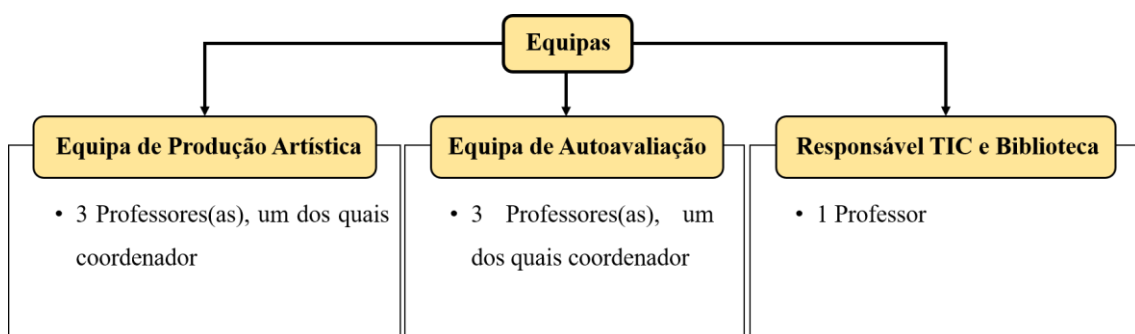 Equipas
Equipa de Produção Artística
• 3 Professores(as), um dos quais
coordenador
Equipa de Autoavaliação
• 3 Professores(as), um
dos quais coordenador
Responsável TIC e Biblioteca
• 1 Professor